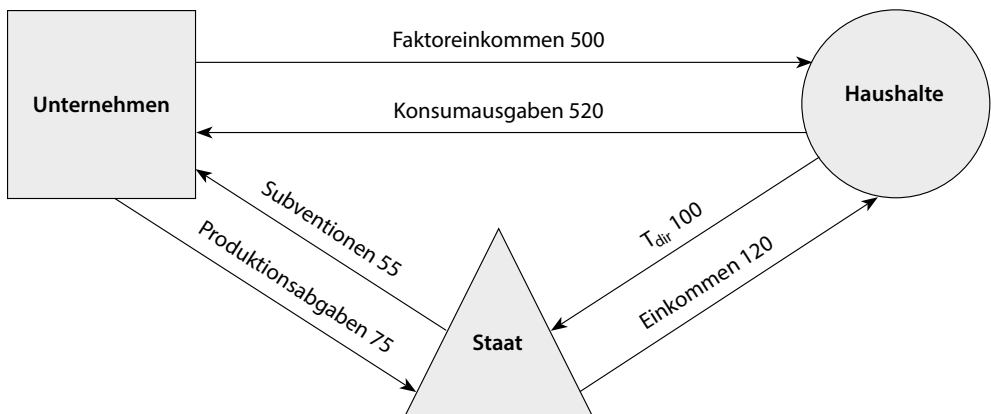 Faktoreinkommen 500
Unternehmen
Haushalte
Konsumausgaben 520
Subventionen 55
T_dir 100
Produktionsabgaben 75
Einkommen 120
Staat